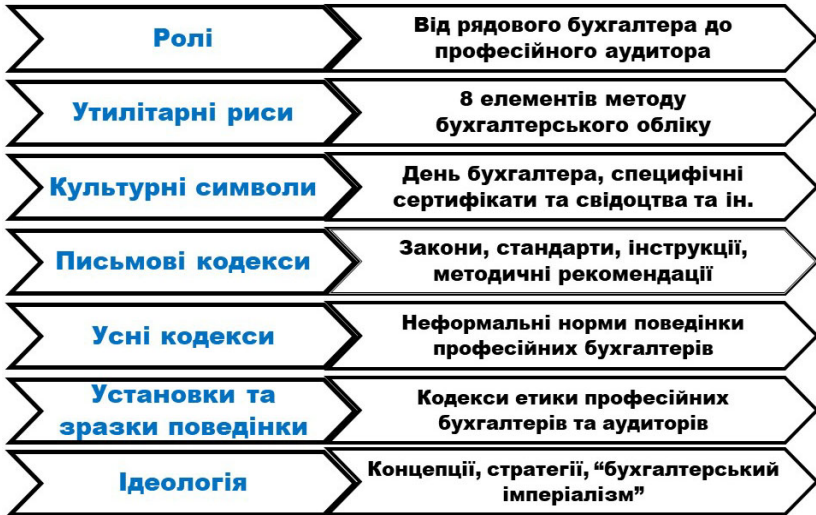 Ролі
Від рядового бухгалтера до
професійного аудитора
Утилітарні риси
8 елементів методу
бухгалтерського обліку
Культурні символи
День бухгалтера, специфічні
сертифікати та свідоцтва та ін.
Письмові кодекси
Закони, стандарти, інструкції,
методичні рекомендації
Усні кодекси
Неформальні норми поведінки
професійних бухгалтерів
Установки та
зразки поведінки
Кодекси етики професійних
бухгалтерів та аудиторів
Ідеологія
Концепції, стратегії, “бухгалтерський
імперіалізм”